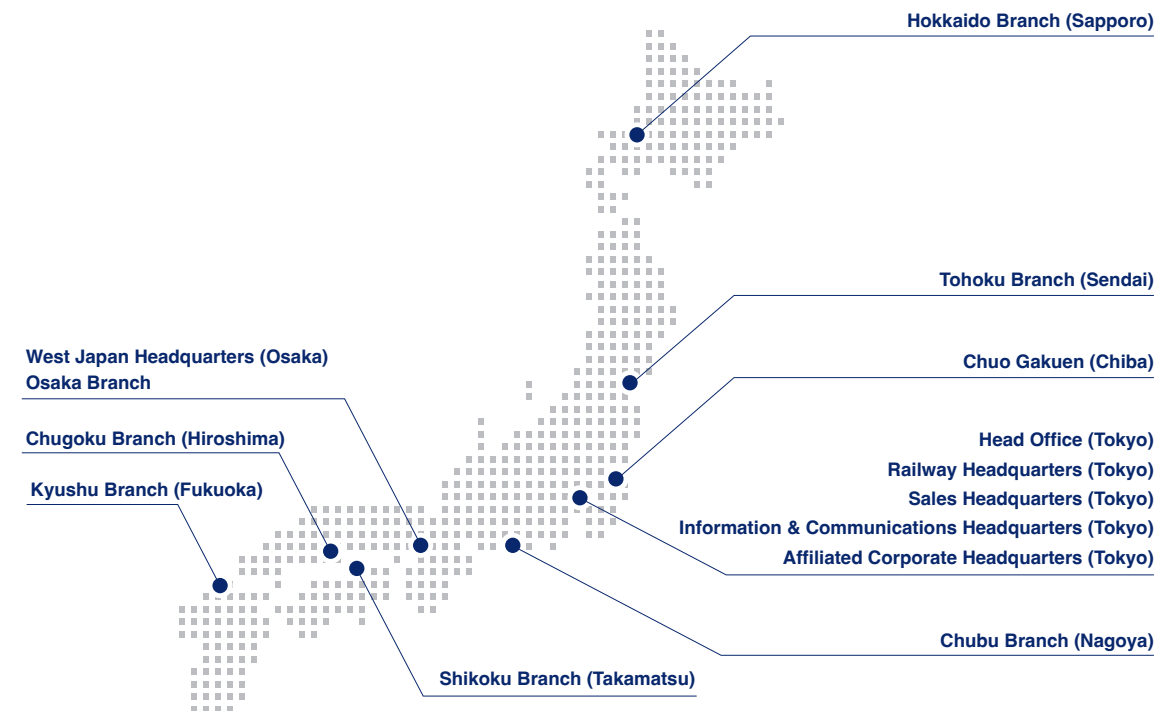 Hokkaido Branch (Sapporo)
Tohoku Branch (Sendai)
West Japan Headquarters (Osaka)
Osaka Branch
Chuo Gakuen (Chiba)
Chugoku Branch (Hiroshima)
Head Office (Tokyo)
Railway Headquarters (Tokyo)
Kyushu Branch (Fukuoka)
Sales Headquarters (Tokyo)
Information & Communications Headquarters (Tokyo)
Affiliated Corporate Headquarters (Tokyo)
Chubu Branch (Nagoya)
Shikoku Branch (Takamatsu)